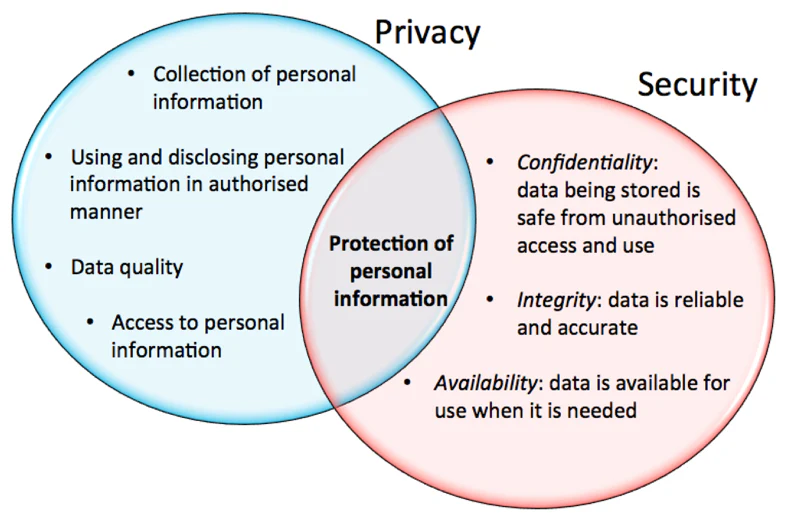 Privacy
• Collection of personal
information
• Using and disclosing personal
information in authorised
manner
• Data quality
• Access to personal
information
Protection of
personal
information
Security
• Confidentiality:
data being stored is
safe from unauthorised
access and use
• Integrity: data is reliable
and accurate
• Availability: data is available for
use when it is needed